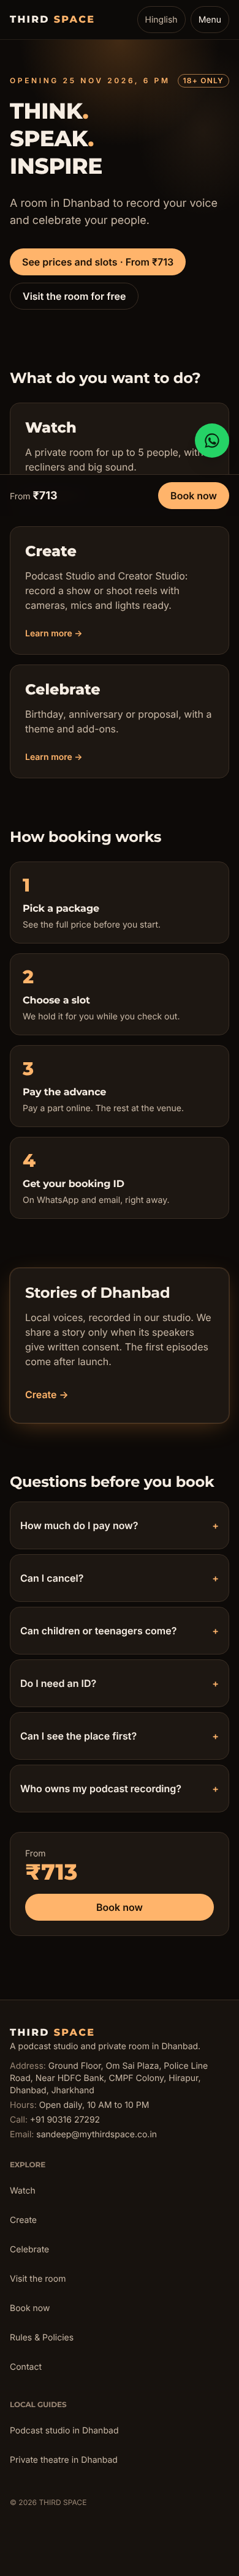 THIRD SPACE
Hinglish
Menu
OPENING 25 NOV 2026, 6 PM
18+ ONLY
THINK.
SPEAK.
INSPIRE
A room in Dhanbad to record your voice
and celebrate your people.
See prices and slots · From ₹713
Visit the room for free
What do you want to do?
Watch
A private room for up to 5 people, with
recliners and big sound.
From ₹713
Book now
Create
Podcast Studio and Creator Studio:
record a show or shoot reels with
cameras, mics and lights ready.
Learn more →
Celebrate
Birthday, anniversary or proposal, with a
theme and add-ons.
Learn more →
How booking works
1
Pick a package
See the full price before you start.
2
Choose a slot
We hold it for you while you check out.
3
Pay the advance
Pay a part online. The rest at the venue.
4
Get your booking ID
On WhatsApp and email, right away.
Stories of Dhanbad
Local voices, recorded in our studio. We
share a story only when its speakers
give written consent. The first episodes
come after launch.
Create →
Questions before you book
How much do I pay now? +
Can I cancel? +
Can children or teenagers come? +
Do I need an ID? +
Can I see the place first? +
Who owns my podcast recording? +
From
₹713
Book now
THIRD SPACE
A podcast studio and private room in Dhanbad.
Address: Ground Floor, Om Sai Plaza, Police Line
Road, Near HDFC Bank, CMPF Colony, Hirapur,
Dhanbad, Jharkhand
Hours: Open daily, 10 AM to 10 PM
Call: +91 90316 27292
Email: sandeep@mythirdspace.co.in
EXPLORE
Watch
Create
Celebrate
Visit the room
Book now
Rules & Policies
Contact
LOCAL GUIDES
Podcast studio in Dhanbad
Private theatre in Dhanbad
© 2026 THIRD SPACE